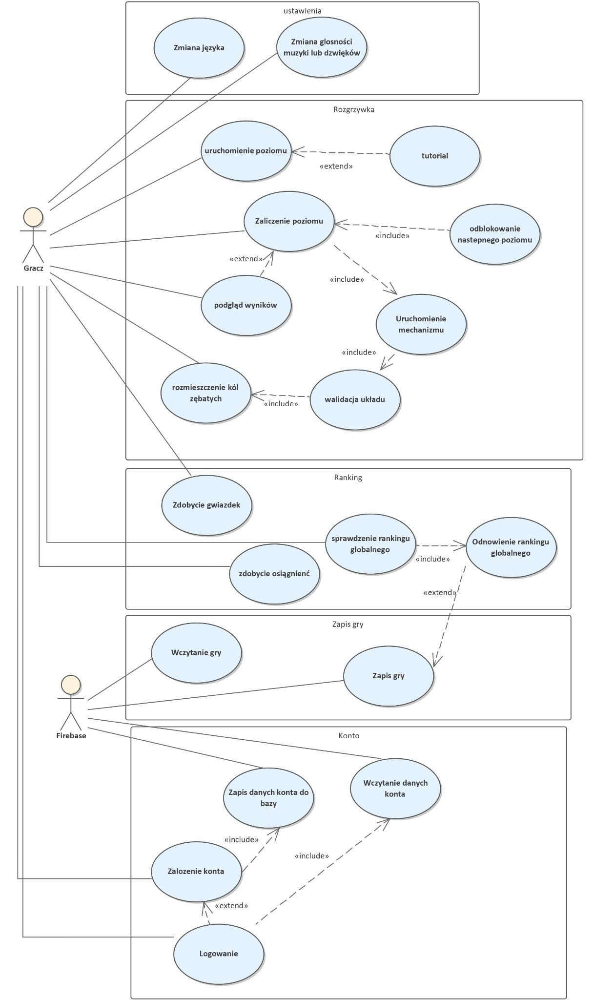 ustawienia
Zmiana języka
Zmiana glosności
muzyki lub dzwięków
Rozgrzywka
uruchomienie poziomu
«extend»
tutorial
Gracz
Zaliczenie poziomu
«include»
odblokowanie
nastepnego poziomu
«extend»
«include»
podgląd wyników
Uruchomienie
mechanizmu
«include»
rozmieszczenie kól
zębatych
«include»
walidacja układu
Ranking
Zdobycie gwiazdek
sprawdzenie rankingu
globalnego
«include»
Odnowienie rankingu
globalnego
zdobycie osiągnienć
«extend»
Zapis gry
Wczytanie gry
Zapis gry
Firebase
Konto
Zapis danych konta do
bazy
Wczytanie danych
konta
«include»
«include»
Zalozenie konta
«extend»
Logowanie